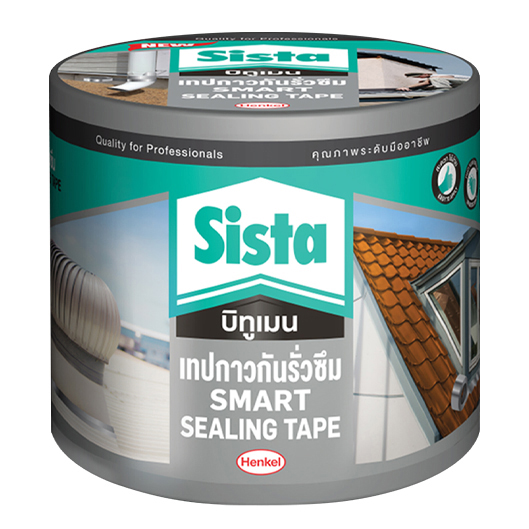 NEW
Quality for Professionals
Sista
บิทูเมน
เทปกาวกันรั่วซึม
SMART
SEALING TAPE
Henkel
Quality for Professionals
คุณภาพระดับมืออาชีพ
TAPE
Sista
บิทูเมน
เทปกาวกันรั่วซึม
SMART
SEALING TAPE
Henkel